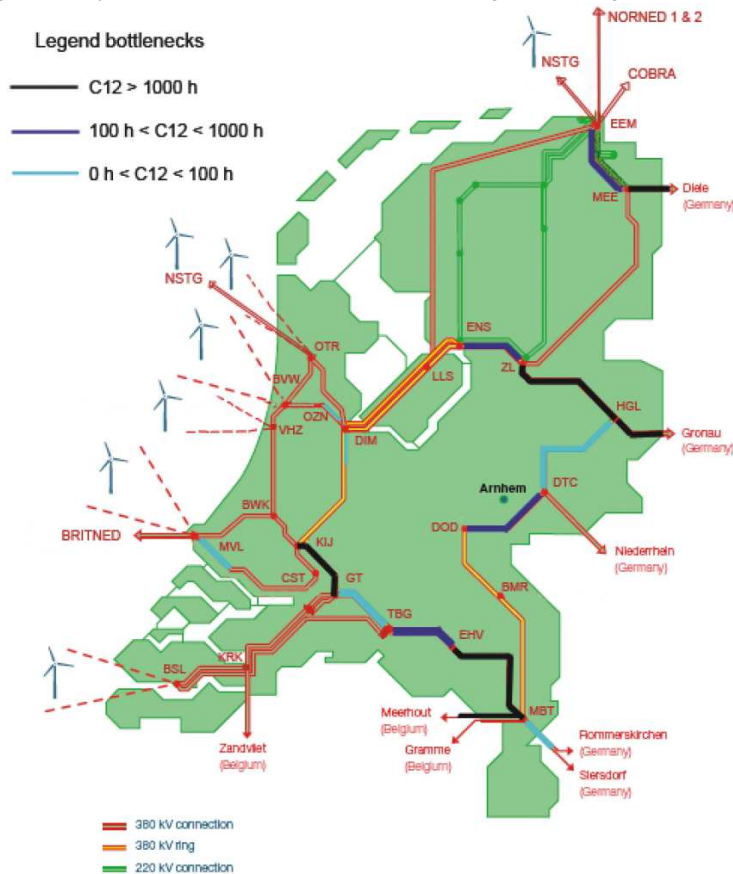 NORNED 1 & 2
Legend bottlenecks
NSTG
COBRA
C12 > 1000 h
EEM
100 h < C12 < 1000 h
0 h < C12 < 100 h
MEE
Diele
(Germany)
NSTG
OTR
ENS
BVW
LLS
ZL
OZN
HGL
VHZ
DIM
Gronau
(Germany)
Arnhem
DTC
BWK
DOD
BRITNED
MVL
KIJ
Niederrhein
(Germany)
CST
GT
BMR
TBG
EHV
KRK
BSL
MBT
Meerhout
(Belgium)
Rommerskirchen
(Germany)
Zandvliet
(Belgium)
Gramme
(Belgium)
Siersdorf
(Germany)
380 kV connection
380 kV ring
220 kV connection